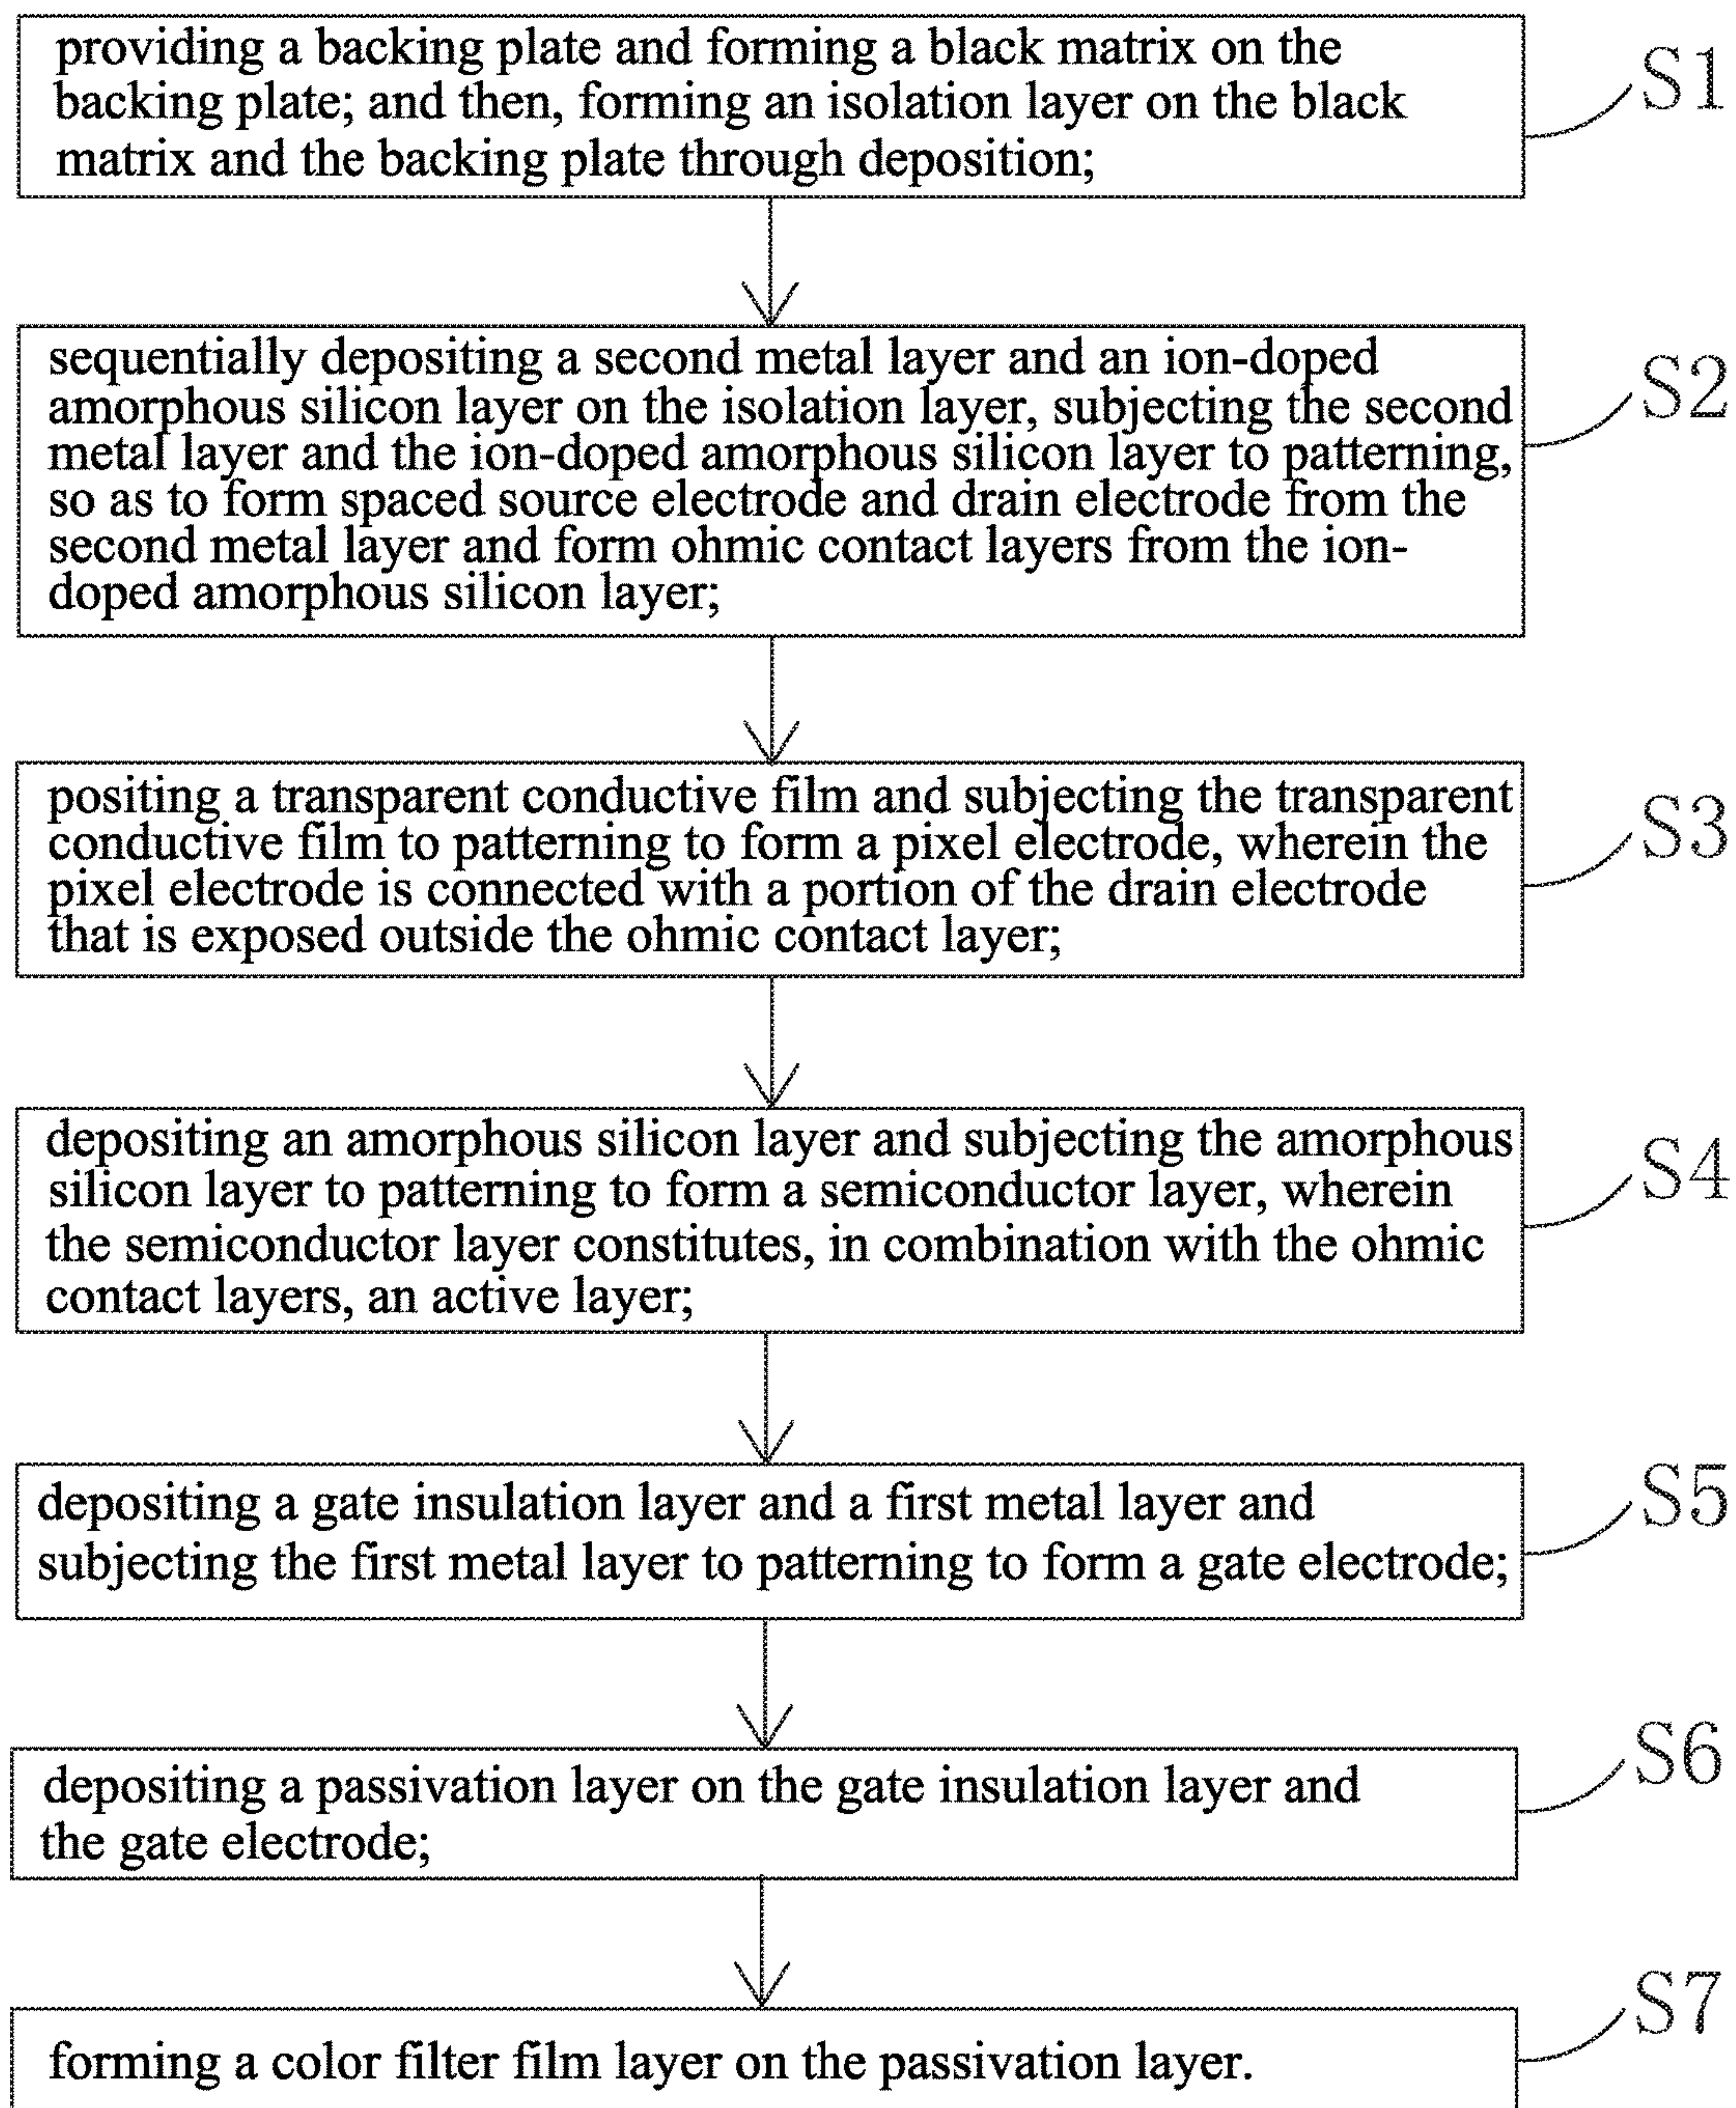 providing a backing plate and forming a black matrix on the
backing plate; and then, forming an isolation layer on the black
matrix and the backing plate through deposition;
S1
sequentially depositing a second metal layer and an ion-doped
amorphous silicon layer on the isolation layer, subjecting the second
metal layer and the ion-doped amorphous silicon layer to patterning,
so as to form spaced source electrode and drain electrode from the
second metal layer and form ohmic contact layers from the ion-
doped amorphous silicon layer;
S2
positing a transparent conductive film and subjecting the transparent
conductive film to patterning to form a pixel electrode, wherein the
pixel electrode is connected with a portion of the drain electrode
that is exposed outside the ohmic contact layer;
S3
depositing an amorphous silicon layer and subjecting the amorphous
silicon layer to patterning to form a semiconductor layer, wherein
the semiconductor layer constitutes, in combination with the ohmic
contact layers, an active layer;
S4
depositing a gate insulation layer and a first metal layer and
subjecting the first metal layer to patterning to form a gate electrode;
S5
depositing a passivation layer on the gate insulation layer and
the gate electrode;
S6
forming a color filter film layer on the passivation layer.
S7